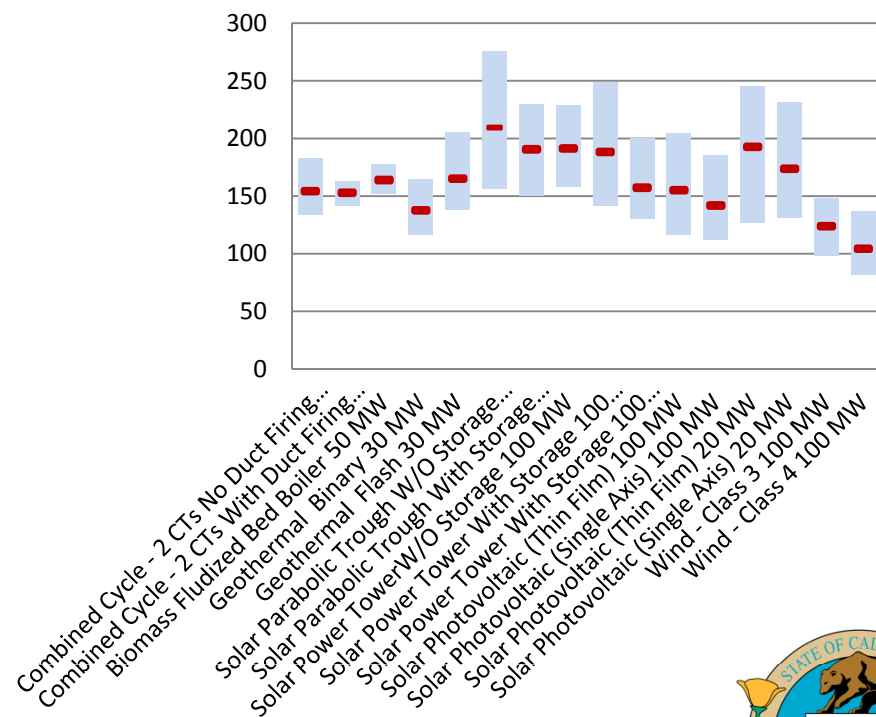 300
250
200
150
100
50
0
Combined Cycle - 2 CTs No Duct Firing...
Combined Cycle - 2 CTs With Duct Firing...
Biomass Fludized Bed Boiler 50 MW
Geothermal Binary 30 MW
Geothermal Flash 30 MW
Solar Parabolic Trough W/O Storage...
Solar Parabolic Trough With Storage...
Solar Power TowerW/O Storage 100 MW
Solar Power Tower With Storage 100...
Solar Power Tower With Storage 100...
Solar Photovoltaic (Thin Film) 100 MW
Solar Photovoltaic (Single Axis) 100 MW
Solar Photovoltaic (Thin Film) 20 MW
Solar Photovoltaic (Single Axis) 20 MW
Wind - Class 3 100 MW
Wind - Class 4 100 MW
STATE OF CAL